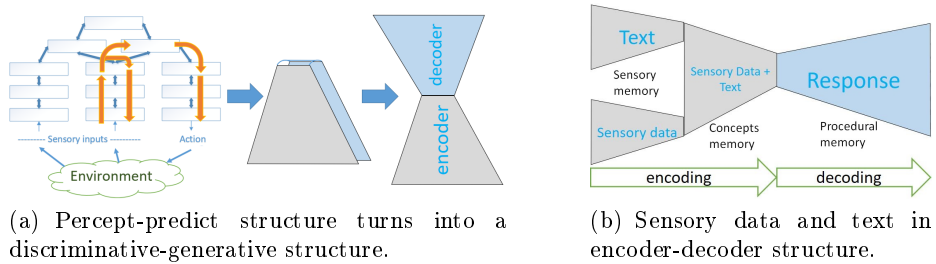 --------- Sensory inputs ------- Action
Environment
encoder
decoder
Text
Sensory memory
Sensory data
Sensory Data + Text
Concepts memory
Response
Procedural memory
encoding
decoding
(a) Percept-predict structure turns into a
discriminative-generative structure.
(b) Sensory data and text in
encoder-decoder structure.